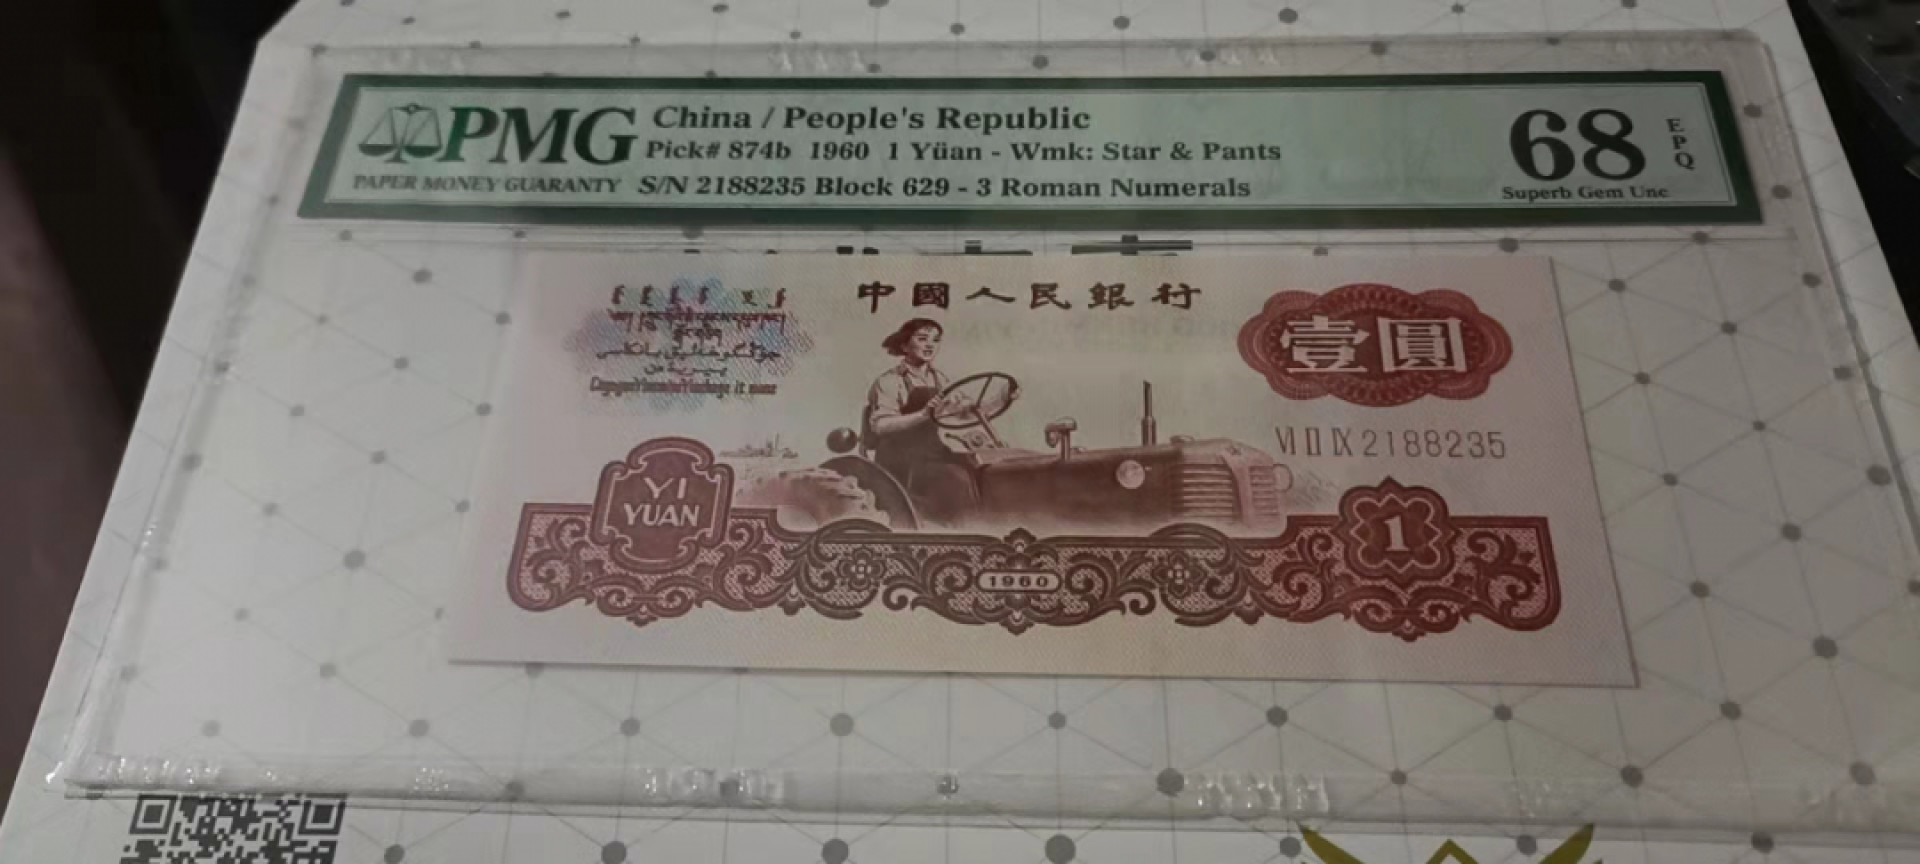 PMG
PAPER MONEY GUARANTY
China / People's Republic
Pick# 874b 1960 1 Yüan - Wmk: Star & Pants
S/N 2188235 Block 629 - 3 Roman Numerals
68
EPQ
Superb Gem Unc
中國人民銀行
壹圓
VI II IX 2188235
YI
YUAN
1
1960